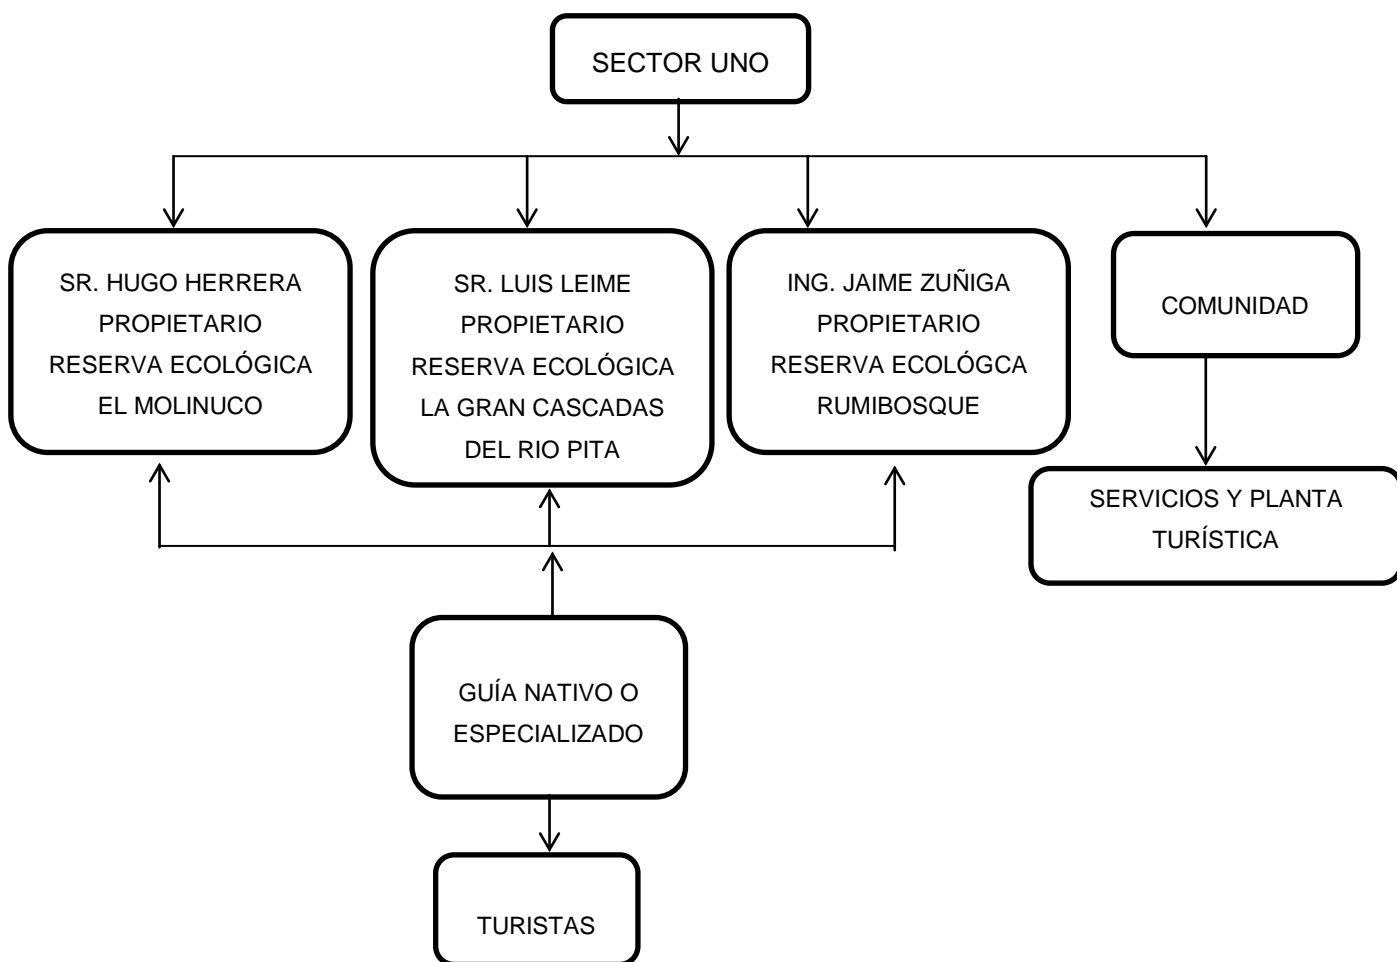 SECTOR UNO
SR. HUGO HERRERA
PROPIETARIO
RESERVA ECOLÓGICA
EL MOLINUCO
SR. LUIS LEIME
PROPIETARIO
RESERVA ECOLÓGICA
LA GRAN CASCADAS
DEL RIO PITA
ING. JAIME ZUÑIGA
PROPIETARIO
RESERVA ECOLÓGCA
RUMIBOSQUE
COMUNIDAD
SERVICIOS Y PLANTA
TURÍSTICA
GUÍA NATIVO O
ESPECIALIZADO
TURISTAS